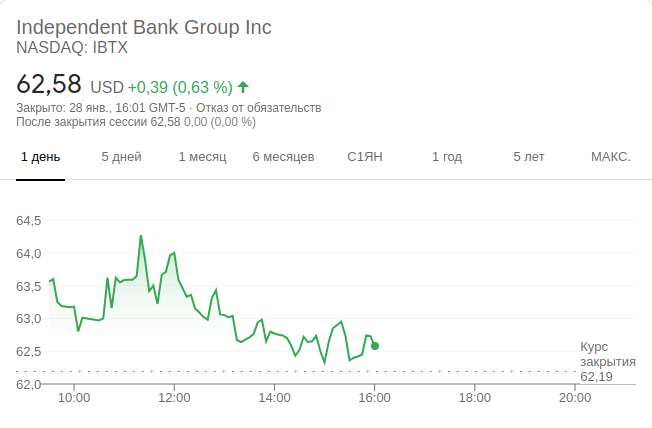 Independent Bank Group Inc
NASDAQ: IBTX
62,58 USD +0,39 (0,63 %)
Закрыто: 28 янв., 16:01 GMT-5 · Отказ от обязательств
После закрытия сессии 62,58 0,00 (0,00 %)
1 день 5 дней 1 месяц 6 месяцев С1ЯН 1 год 5 лет МАКС.
64,5
64,0
63,5
63,0
62,5
62,0
Курс
закрытия
62,19
10:00 12:00 14:00 16:00 18:00 20:00